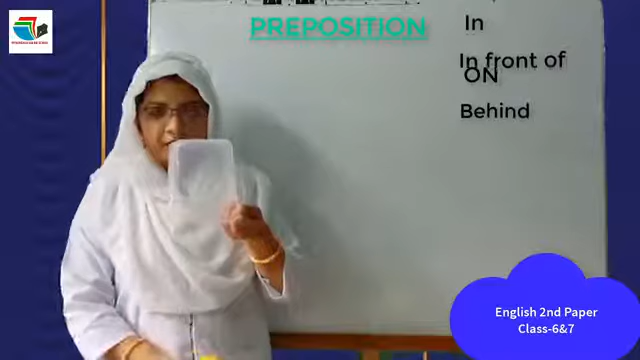 PREPOSITION
In
In front of
ON
Behind
English 2nd Paper
Class-6&7